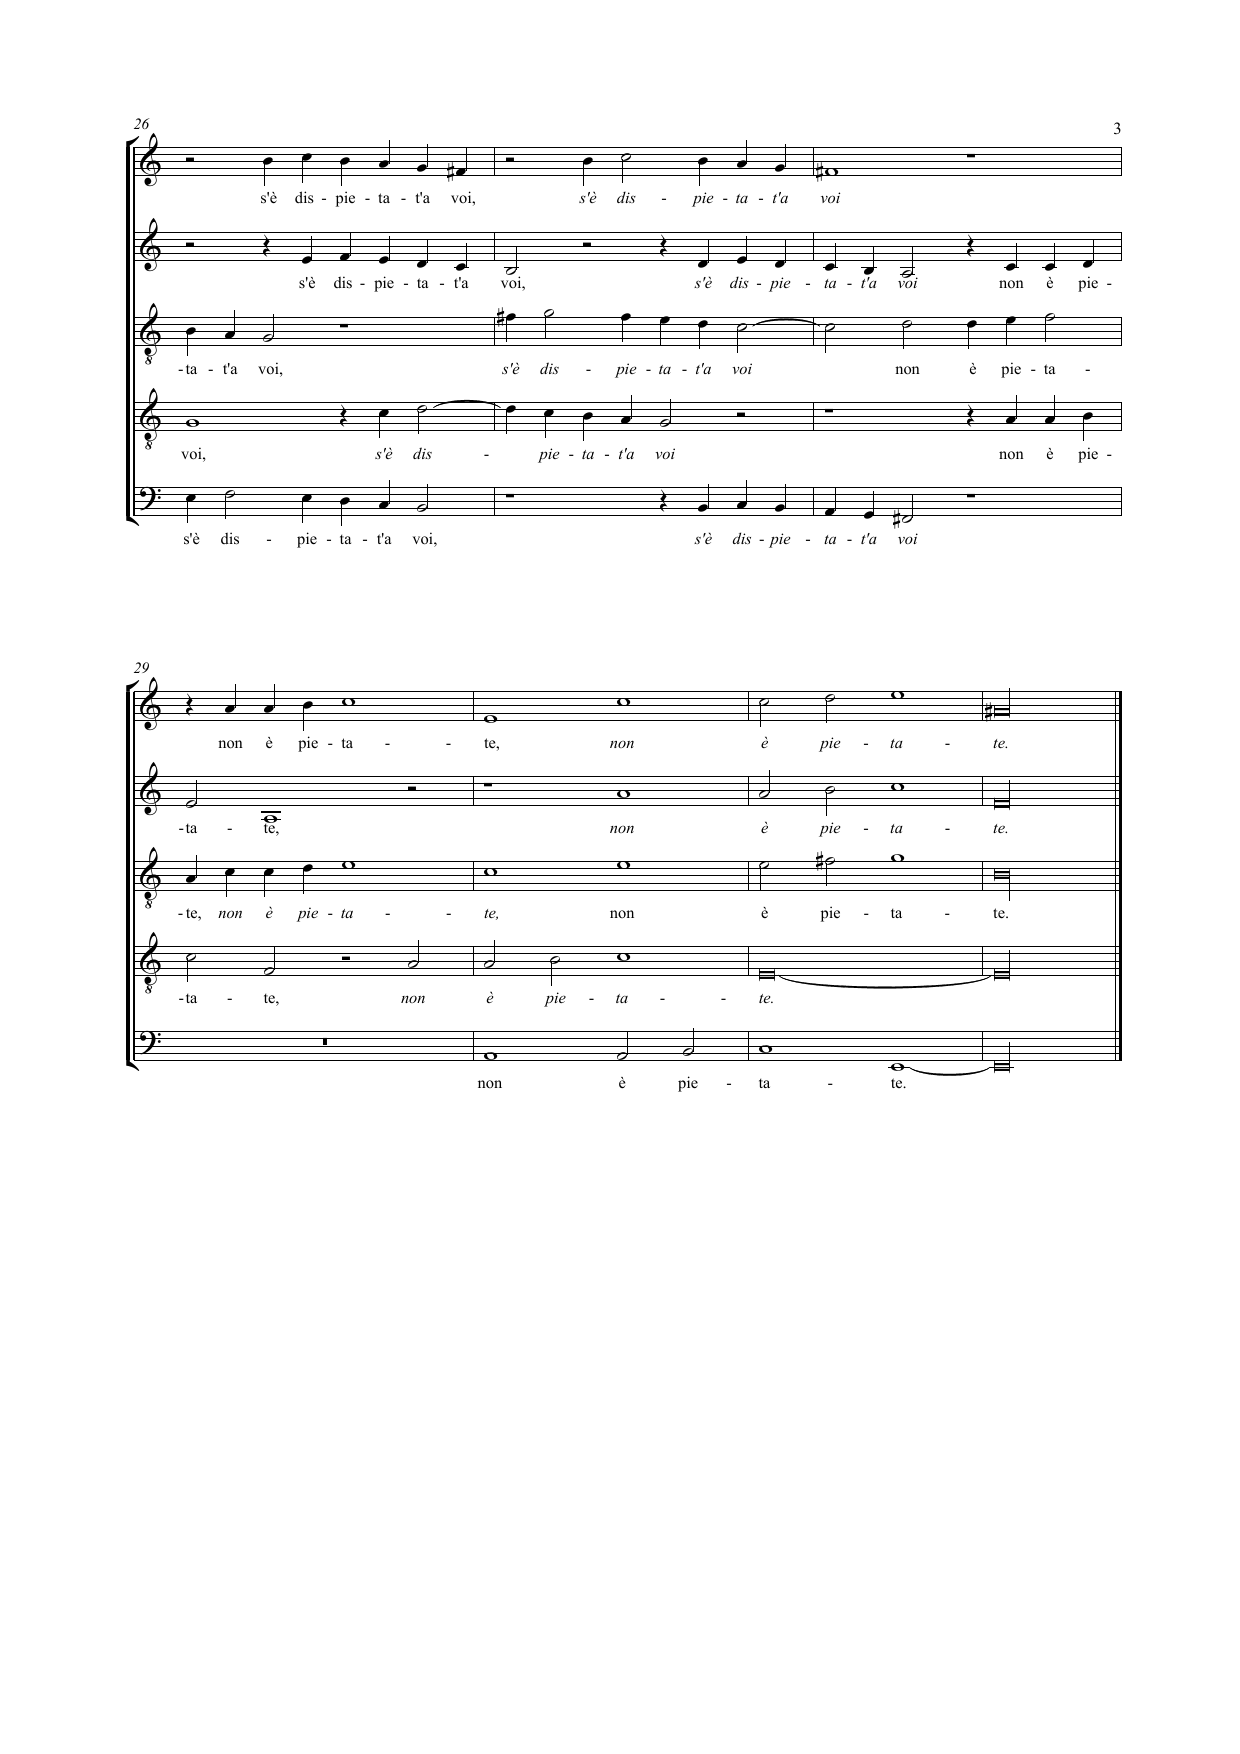 26
3
s'è dis - pie - ta - t'a voi, s'è dis - pie - ta - t'a voi
s'è dis - pie - ta - t'a voi, s'è dis - pie - ta - t'a voi non è pie -
-ta - t'a voi, s'è dis - pie - ta - t'a voi non è pie - ta -
voi, s'è dis - pie - ta - t'a voi non è pie -
s'è dis - pie - ta - t'a voi, s'è dis - pie - ta - t'a voi
29
non è pie - ta - - te, non è pie - ta - te.
-ta - te, non è pie - ta - te.
-te, non è pie - ta - - te, non è pie - ta - te.
-ta - te, non è pie - ta - - te.
non è pie - ta - te.